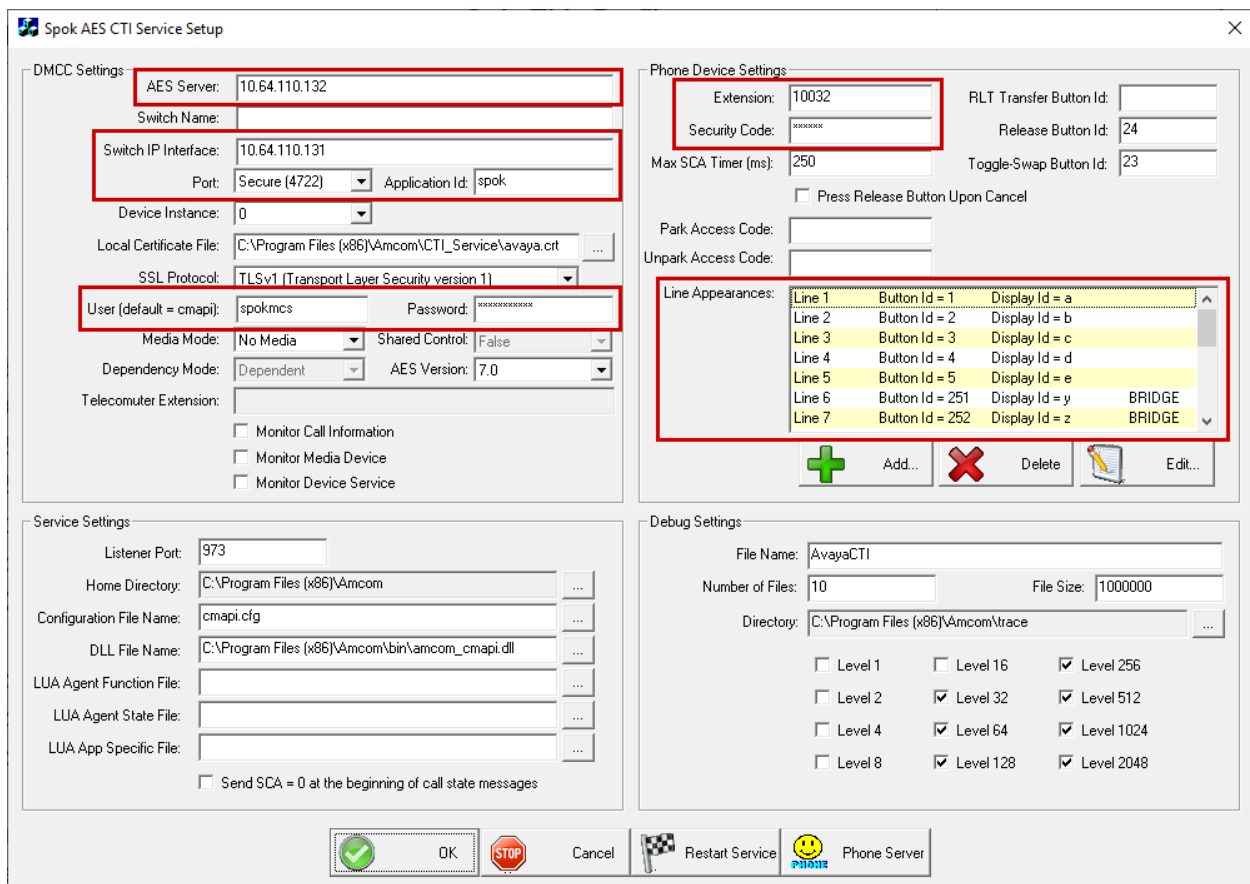 Spok AES CTI Service Setup
DMCC Settings
AES Server: 10.64.110.132
Switch Name:
Switch IP Interface: 10.64.110.131
Port: Secure (4722) Application Id: spok
Device Instance: 0
Local Certificate File: C:\Program Files (x86)\Amcom\CTI_Service\avaya.crt ...
SSL Protocol: TLSv1 (Transport Layer Security version 1)
User (default = cmapi): spokmcs Password: ***********
Media Mode: No Media Shared Control: False
Dependency Mode: Dependent AES Version: 7.0
Telecomuter Extension:
Monitor Call Information
Monitor Media Device
Monitor Device Service
Phone Device Settings
Extension: 10032 RLT Transfer Button Id:
Security Code: ****** Release Button Id: 24
Max SCA Timer (ms): 250 Toggle-Swap Button Id: 23
Press Release Button Upon Cancel
Park Access Code:
Unpark Access Code:
Line Appearances:
Line 1 Button Id = 1 Display Id = a
Line 2 Button Id = 2 Display Id = b
Line 3 Button Id = 3 Display Id = c
Line 4 Button Id = 4 Display Id = d
Line 5 Button Id = 5 Display Id = e
Line 6 Button Id = 251 Display Id = y BRIDGE
Line 7 Button Id = 252 Display Id = z BRIDGE
Add... Delete Edit...
Service Settings
Listener Port: 973
Home Directory: C:\Program Files (x86)\Amcom ...
Configuration File Name: cmapi.cfg ...
DLL File Name: C:\Program Files (x86)\Amcom\bin\amcom_cmapi.dll ...
LUA Agent Function File: ...
LUA Agent State File: ...
LUA App Specific File: ...
Send SCA = 0 at the beginning of call state messages
Debug Settings
File Name: AvayaCTI
Number of Files: 10 File Size: 1000000
Directory: C:\Program Files (x86)\Amcom\trace ...
Level 1 Level 16 Level 256
Level 2 Level 32 Level 512
Level 4 Level 64 Level 1024
Level 8 Level 128 Level 2048
OK STOP Cancel Restart Service PHONE Phone Server